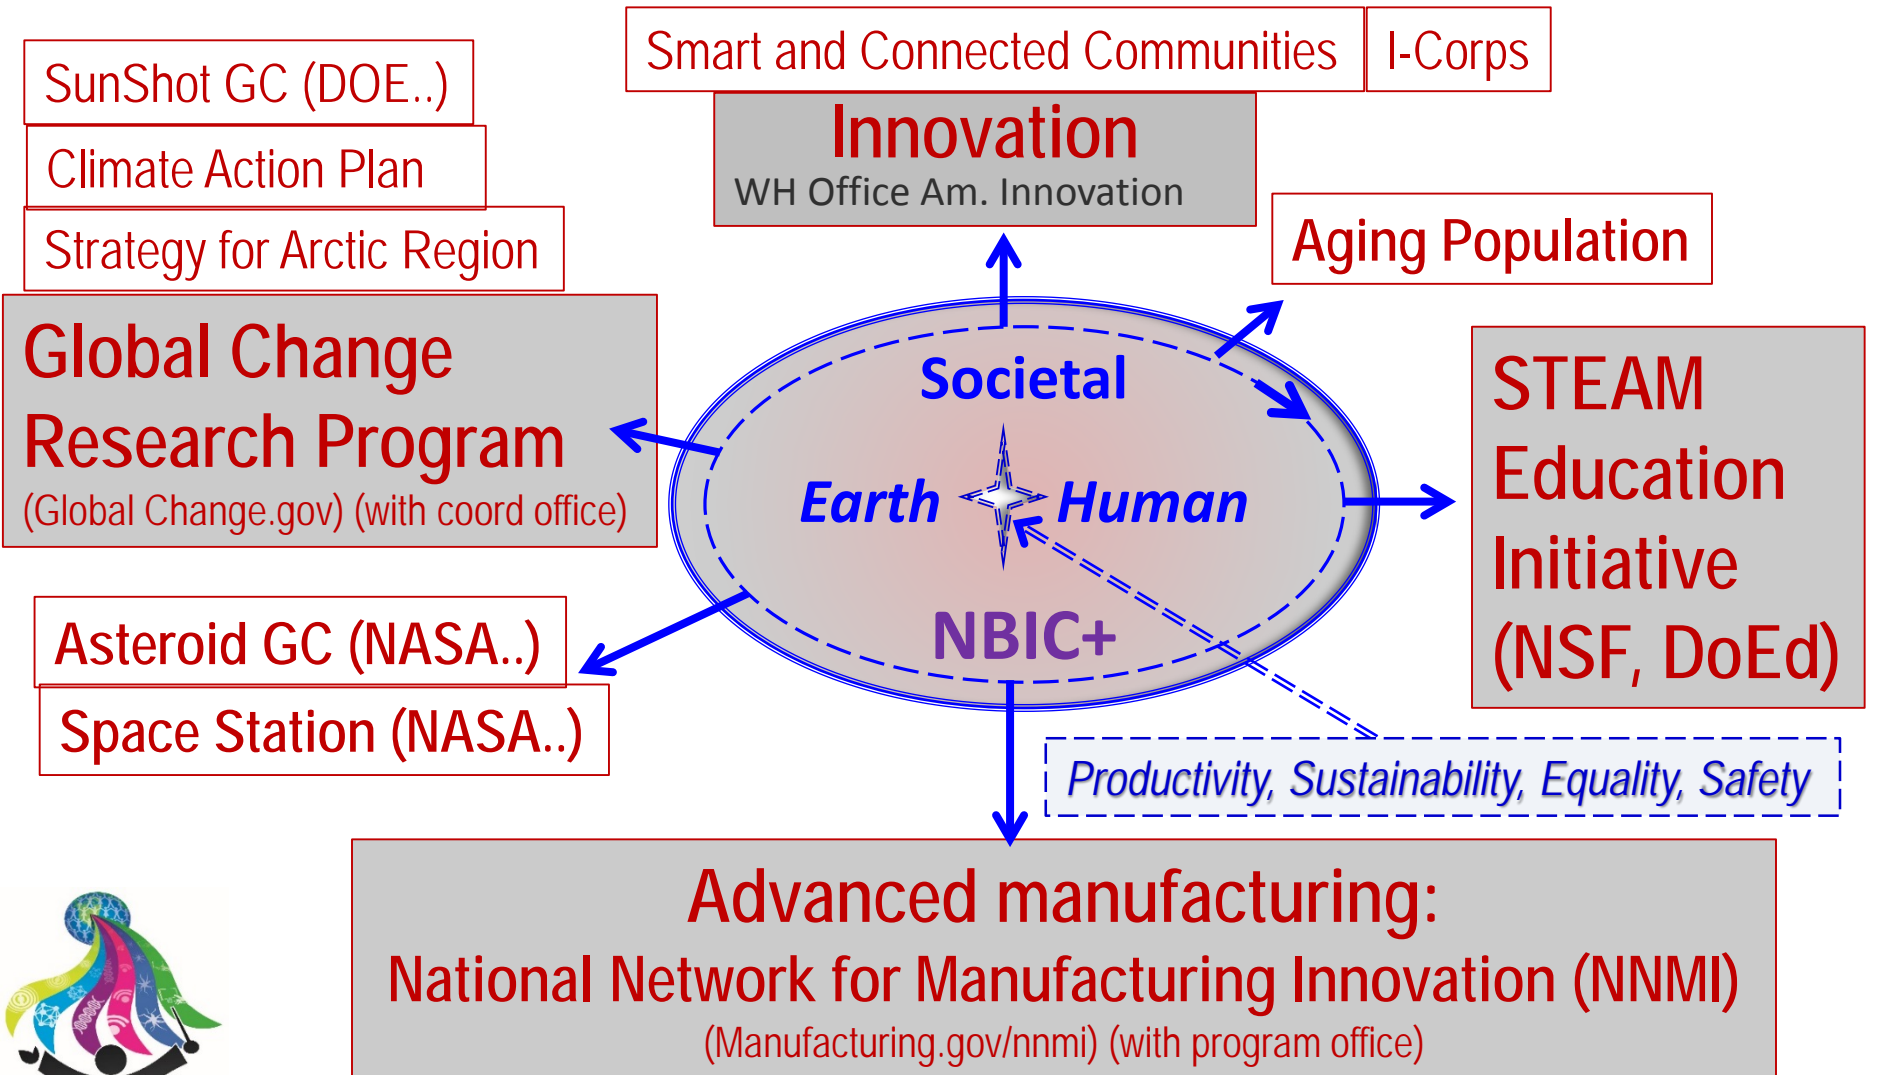 Smart and Connected Communities
I-Corps
SunShot GC (DOE..)
Climate Action Plan
Strategy for Arctic Region
Innovation
WH Office Am. Innovation
Aging Population
Global Change
Research Program
(Global Change.gov) (with coord office)
Societal
Earth
Human
NBIC+
STEAM
Education
Initiative
(NSF, DoEd)
Asteroid GC (NASA..)
Space Station (NASA..)
Productivity, Sustainability, Equality, Safety
Advanced manufacturing:
National Network for Manufacturing Innovation (NNMI)
(Manufacturing.gov/nnmi) (with program office)